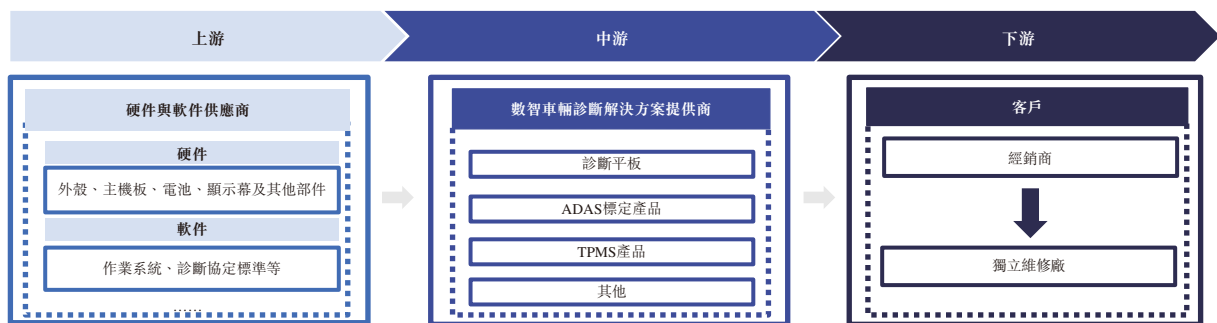 上游
中游
下游
硬件與軟件供應商
硬件
外殼、主機板、電池、顯示幕及其他部件
軟件
作業系統、診斷協定標準等
……
數智車輛診斷解決方案提供商
診斷平板
ADAS標定產品
TPMS產品
其他
客戶
經銷商
獨立維修廠